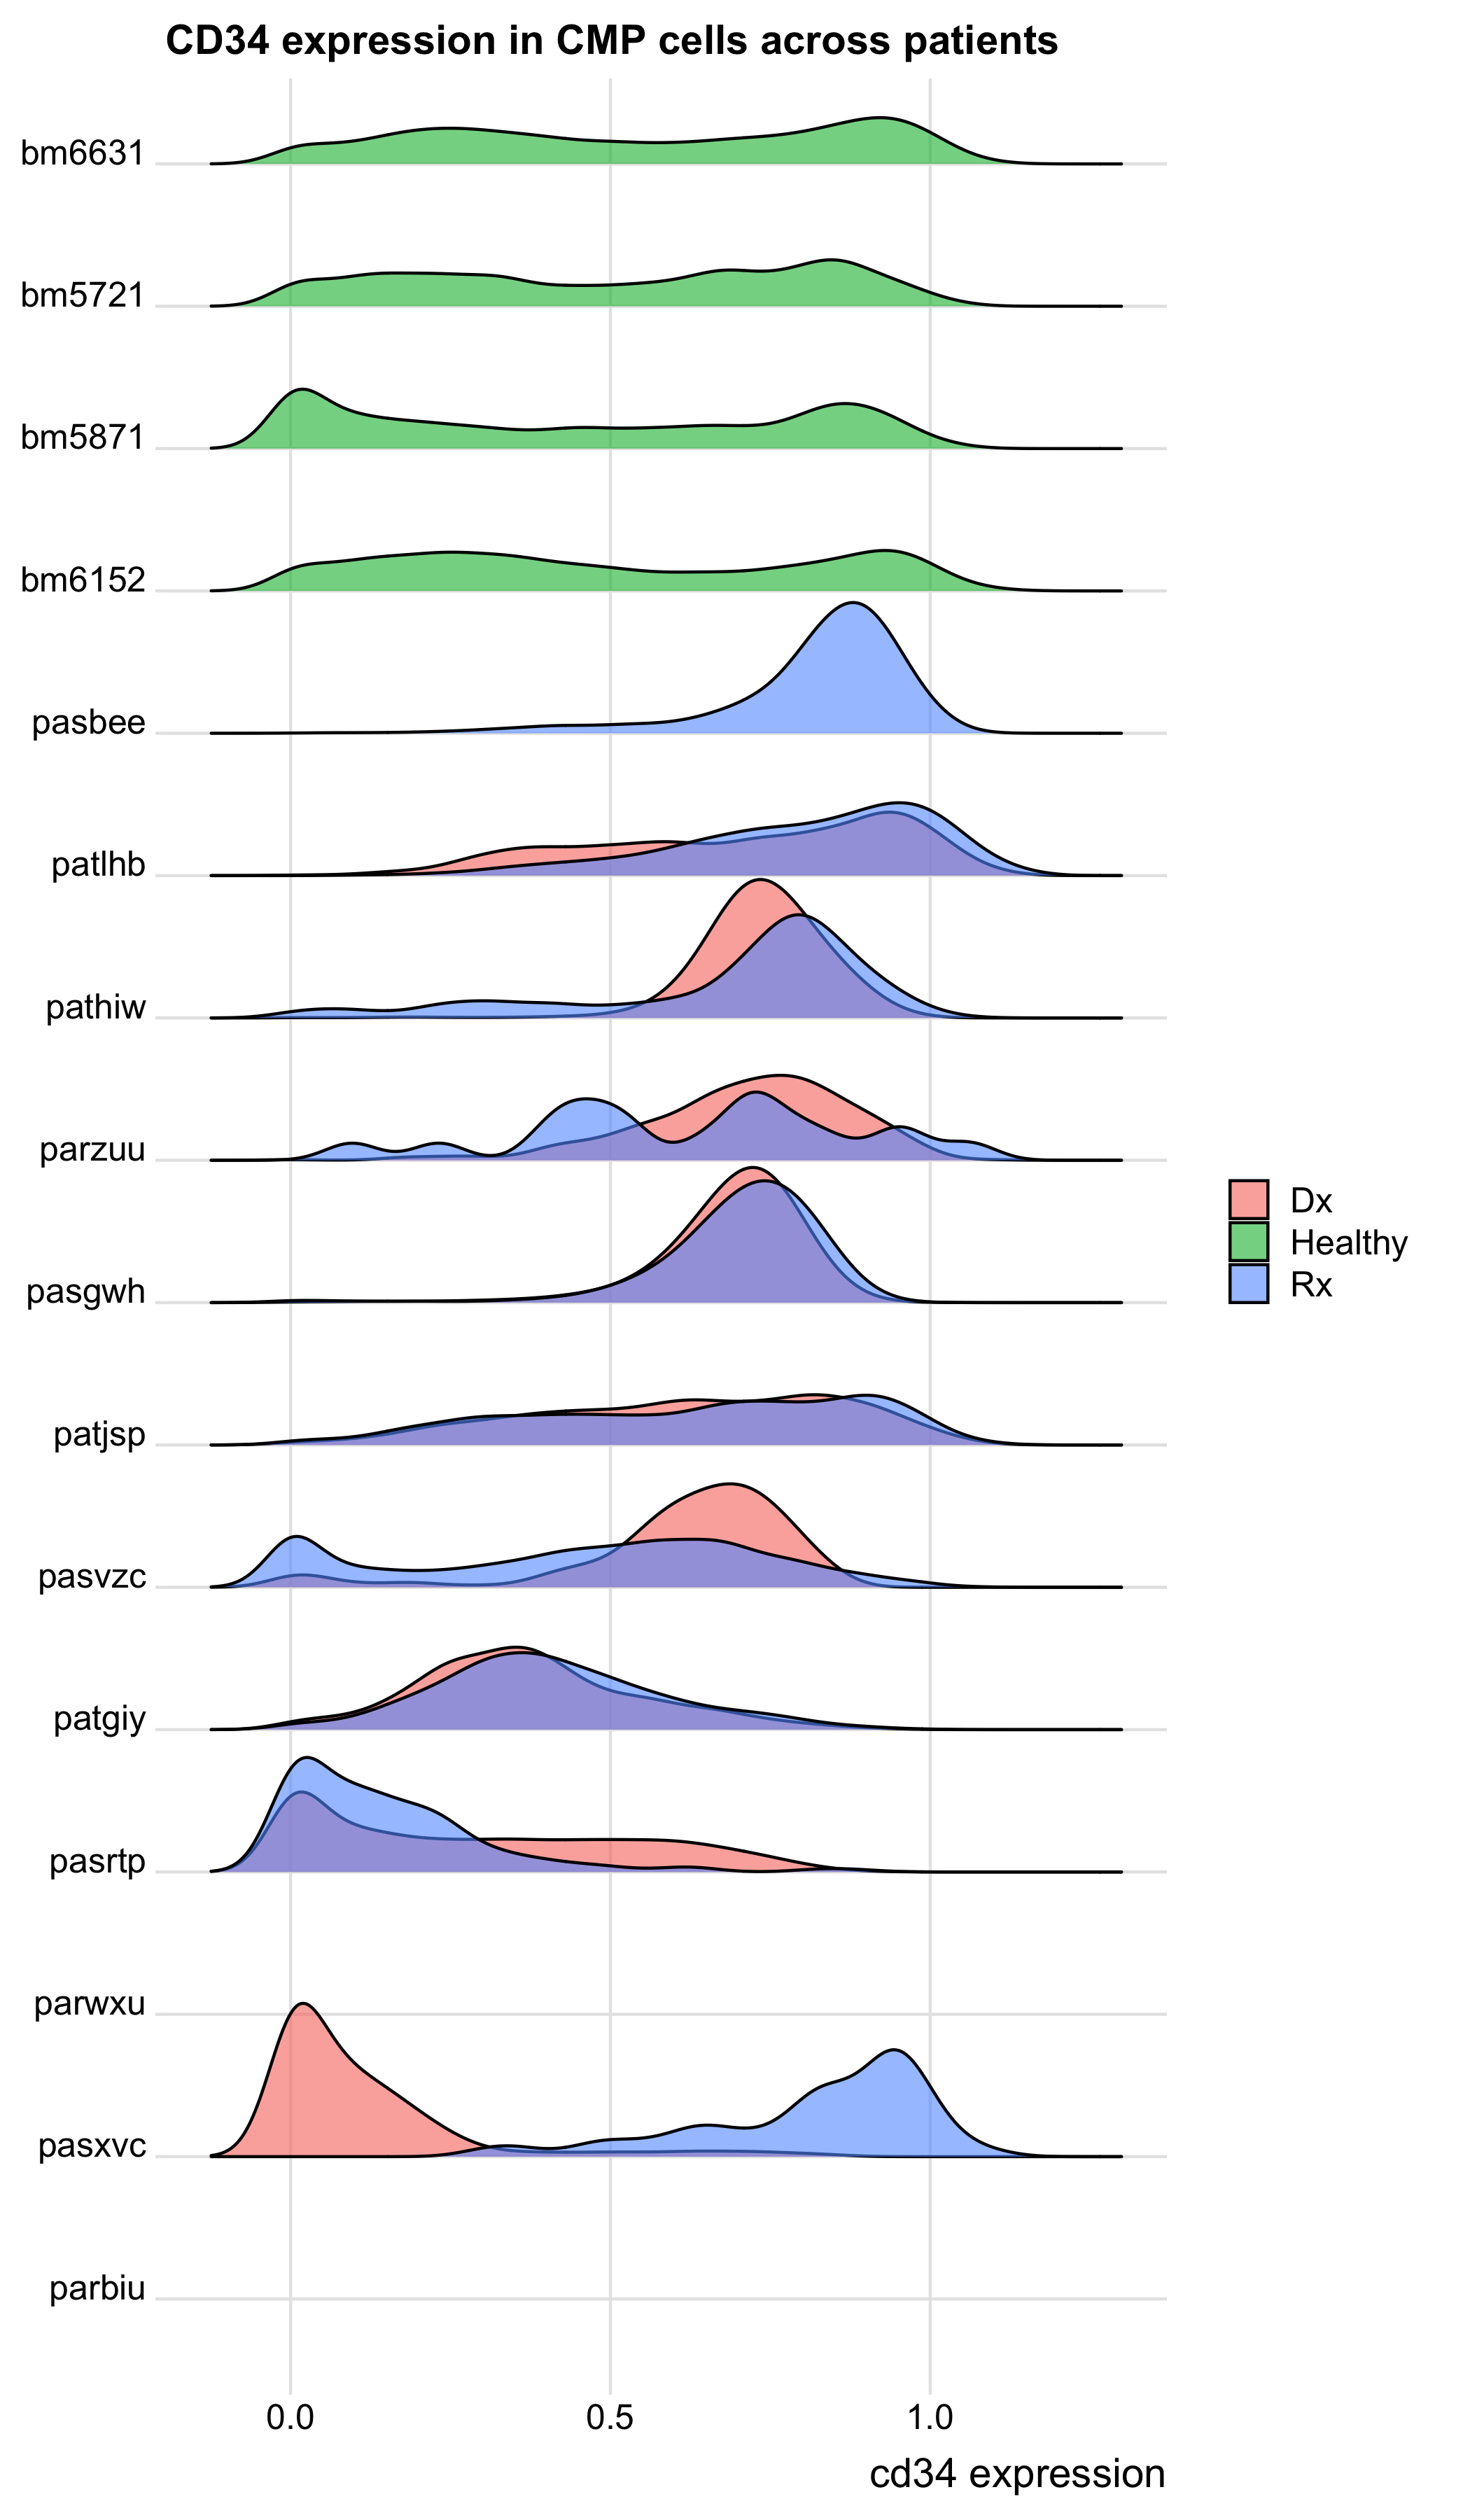 CD34 expression in CMP cells across patients
bm6631
bm5721
bm5871
bm6152
pasbee
patlhb
pathiw
parzuu
pasgwh
patjsp
pasvzc
patgiy
pasrtp
parwxu
pasxvc
parbiu
0.0 0.5 1.0
cd34 expression
Dx
Healthy
Rx